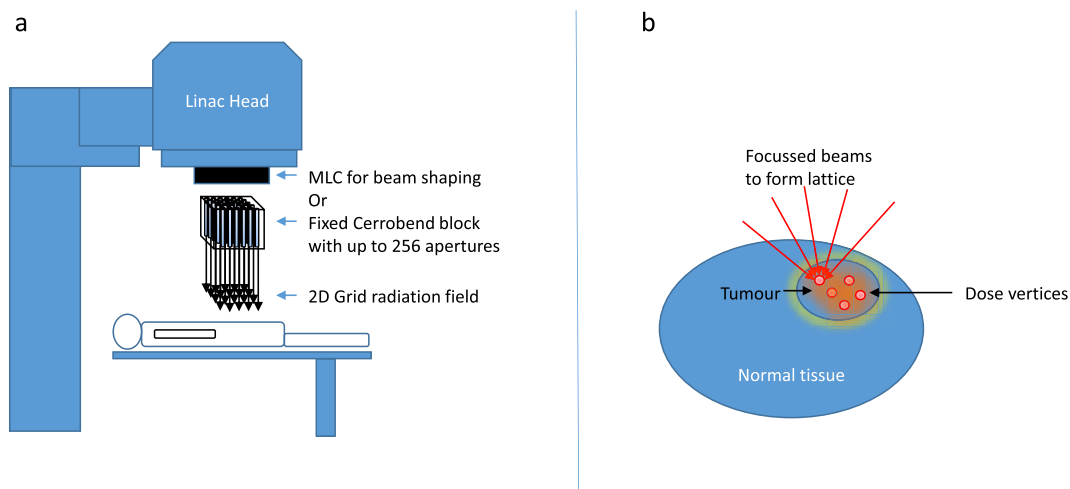 a
Linac Head
MLC for beam shaping
Or
Fixed Cerrobend block
with up to 256 apertures
2D Grid radiation field
b
Focussed beams
to form lattice
Tumour
Dose vertices
Normal tissue